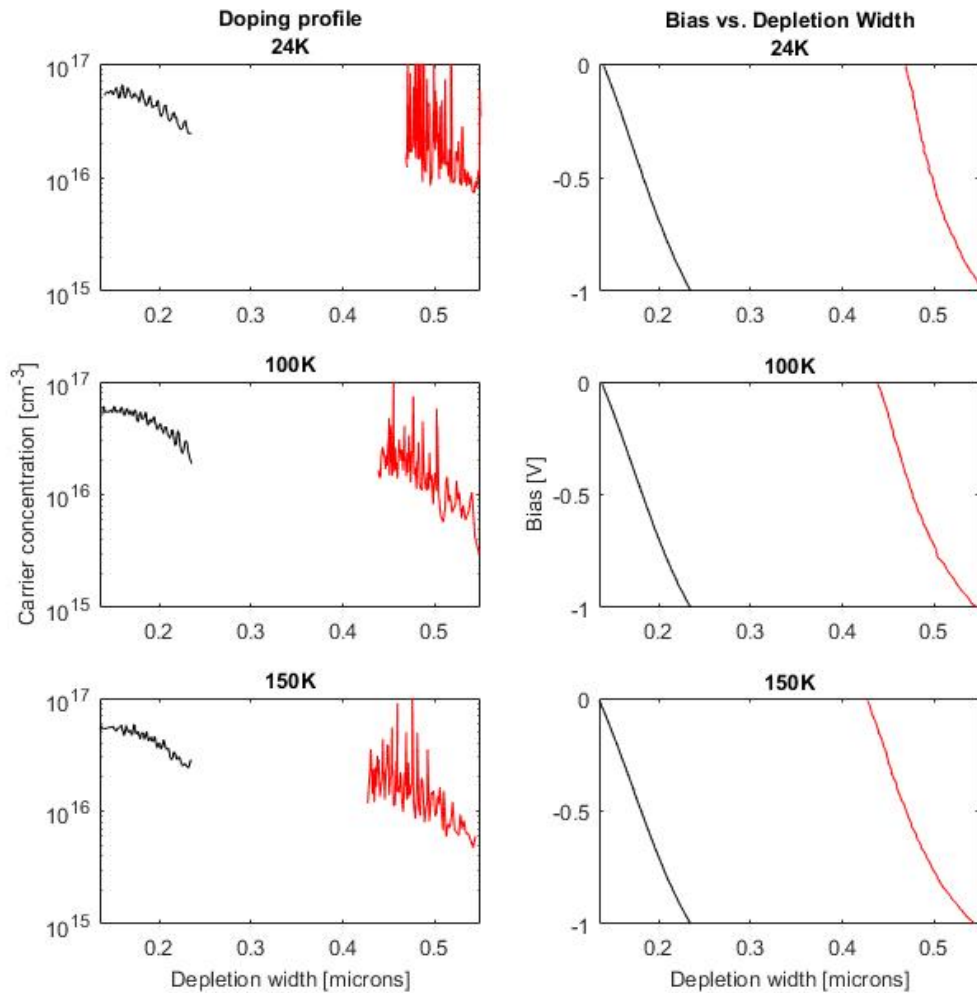 Doping profile
24K
10^17
10^16
10^15
0.2 0.3 0.4 0.5
Bias vs. Depletion Width
24K
0
-0.5
-1
0.2 0.3 0.4 0.5
100K
10^17
10^16
10^15
0.2 0.3 0.4 0.5
Carrier concentration [cm^-3]
100K
0
-0.5
-1
0.2 0.3 0.4 0.5
Bias [V]
150K
10^17
10^16
10^15
0.2 0.3 0.4 0.5
Depletion width [microns]
150K
0
-0.5
-1
0.2 0.3 0.4 0.5
Depletion width [microns]